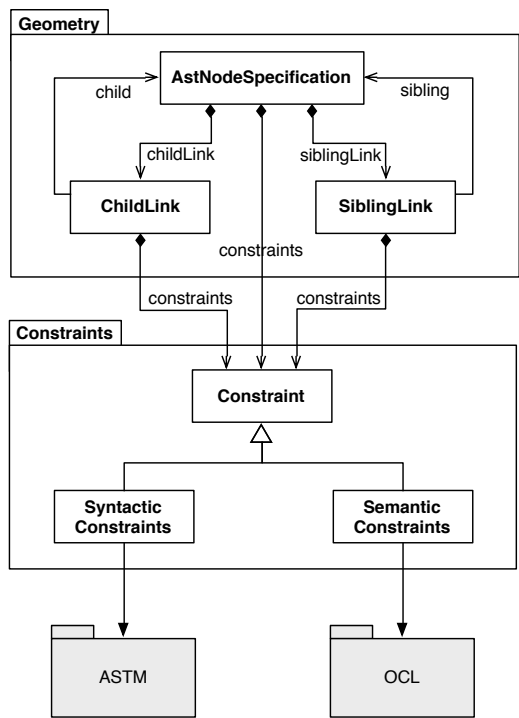 Geometry
AstNodeSpecification
child
sibling
childLink
siblingLink
ChildLink
SiblingLink
constraints
constraints
constraints
Constraints
Constraint
Syntactic
Constraints
Semantic
Constraints
ASTM
OCL